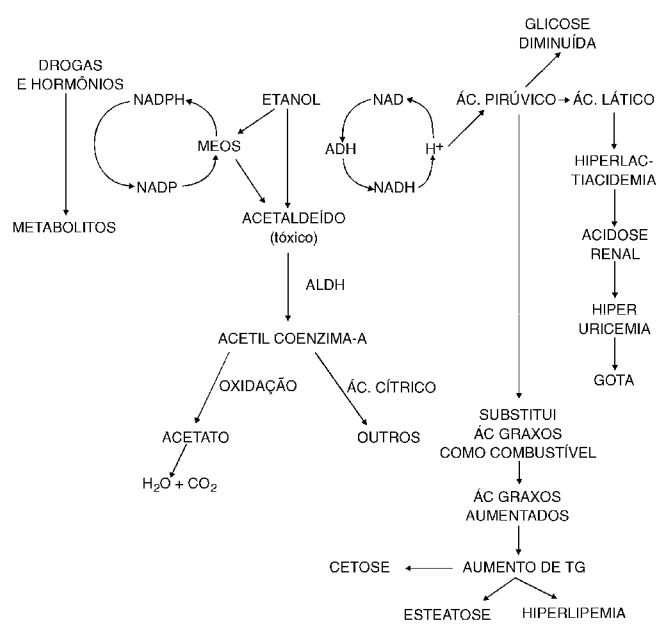 GLICOSE
DIMINUÍDA
DROGAS
E HORMÔNIOS
NADPH
ETANOL
NAD
ÁC. PIRÚVICO
ÁC. LÁTICO
MEOS
ADH
H+
HIPERLAC-
TIACIDEMIA
NADP
NADH
METABOLITOS
ACETALDEÍDO
(tóxico)
ACIDOSE
RENAL
ALDH
HIPER
URICEMIA
ACETIL COENZIMA-A
GOTA
OXIDAÇÃO
ÁC. CÍTRICO
SUBSTITUI
ÁC GRAXOS
COMO COMBUSTÍVEL
ACETATO
OUTROS
H2O + CO2
ÁC GRAXOS
AUMENTADOS
CETOSE
AUMENTO DE TG
ESTEATOSE
HIPERLIPEMIA